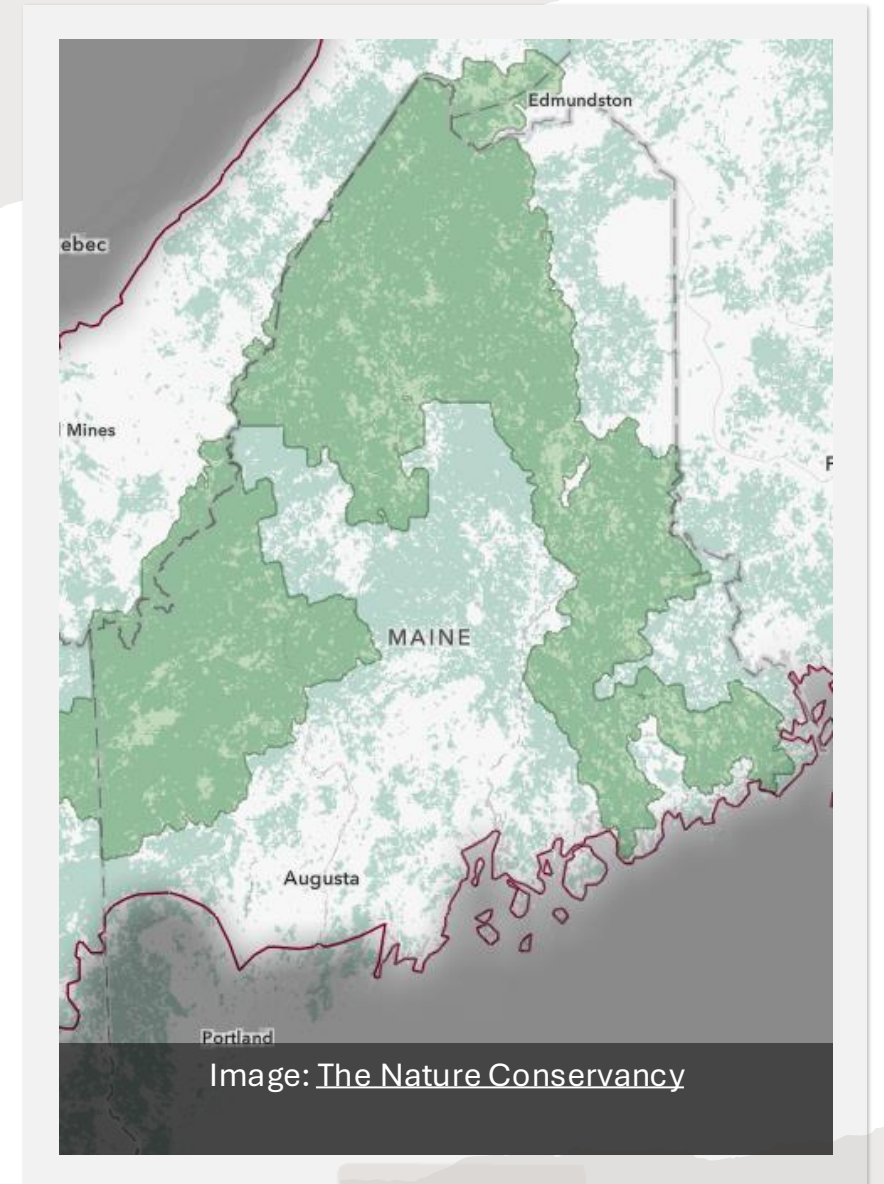 Edmundston
ebec
Mines
F
MAINE
Augusta
Portland
Image: The Nature Conservancy